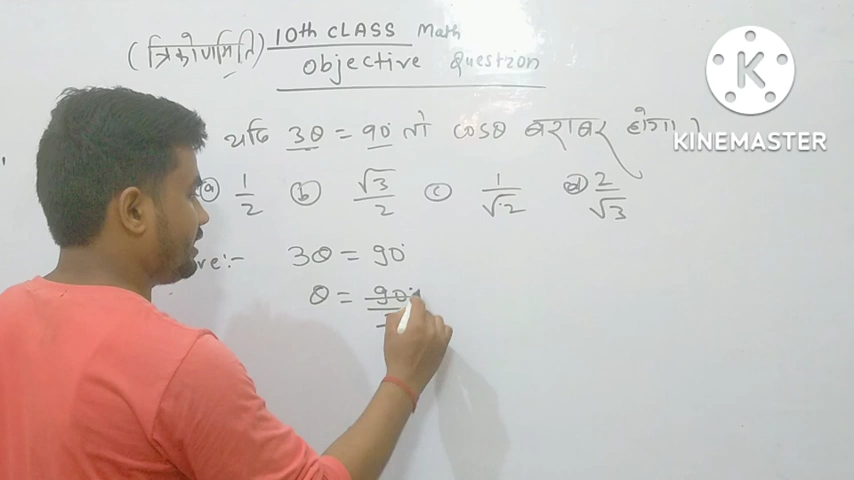 (त्रिकोणमिति) 10th CLASS Math
Objective Question
यदि 3θ = 90° तो cosθ बराबर होगा
(a) 1/2 (b) √3/2 (c) 1/√2 (d) 2/√3
3θ = 90°
θ = 90°
K
KINEMASTER